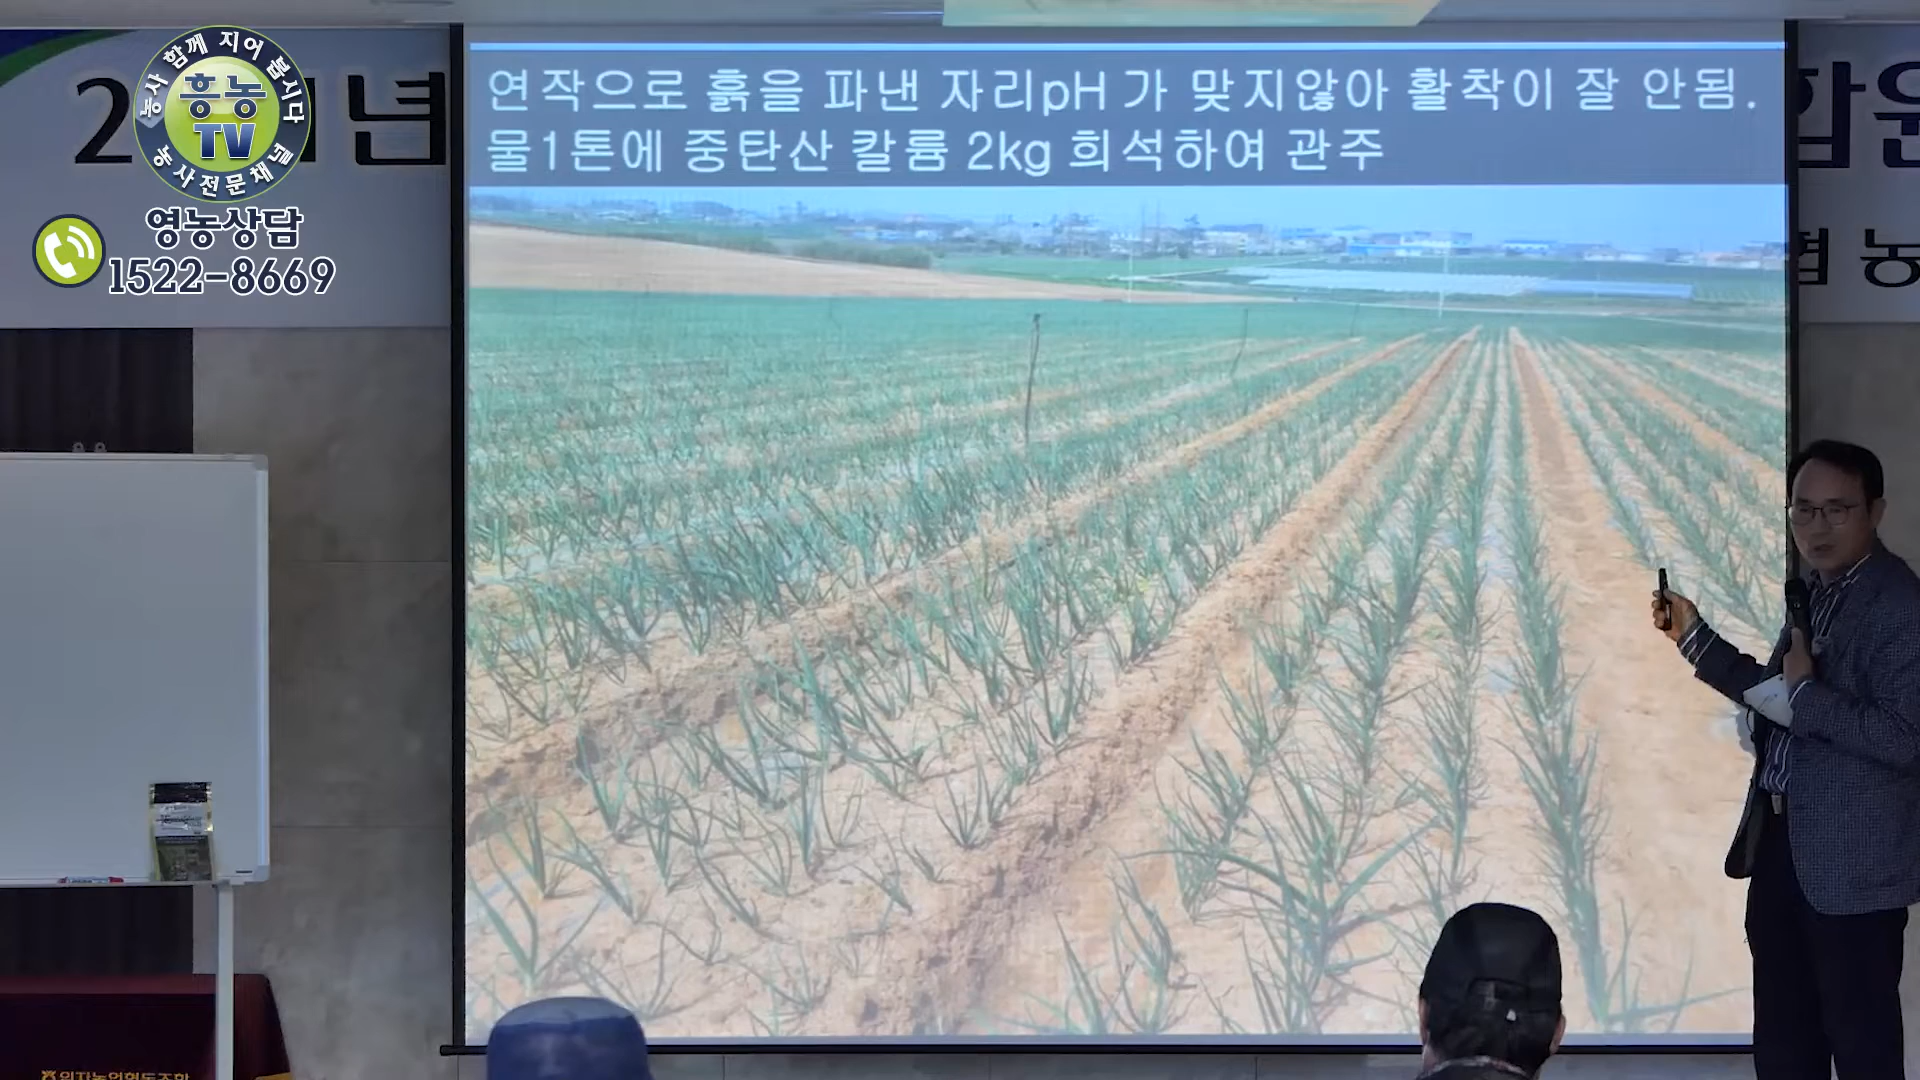 농사 함께 지어 봅시다
흥농
TV
농사전문채널
영농상담
1522-8669
년
연작으로 흙을 파낸 자리pH 가 맞지않아 활착이 잘 안됨.
물1톤에 중탄산 칼륨 2kg 희석하여 관주
농